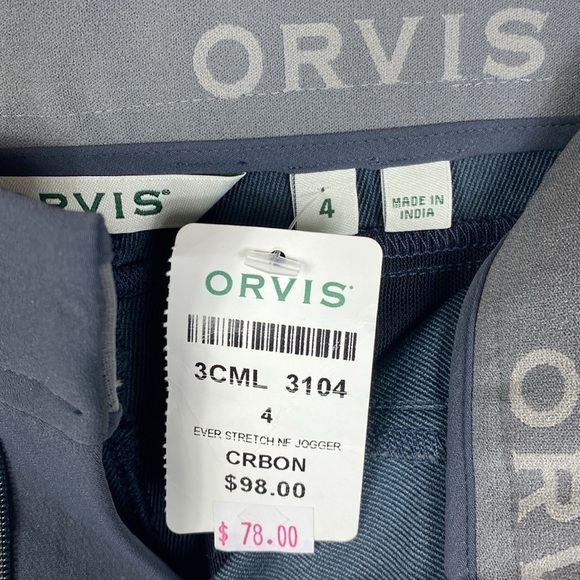 ORVIS
RVIS®
4
MADE IN
INDIA
ORVIS®
3CML 3104
4
EVER STRETCH NF JOGGER
CRBON
$98.00
$ 78.00
ORV